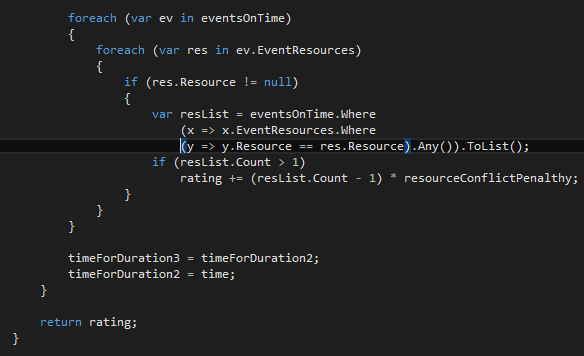 foreach (var ev in eventsOnTime)
{
foreach (var res in ev.EventResources)
{
if (res.Resource != null)
{
var resList = eventsOnTime.Where
(x => x.EventResources.Where
(y => y.Resource == res.Resource).Any()).ToList();
if (resList.Count > 1)
rating += (resList.Count - 1) * resourceConflictPenalthy;
}
}
}
timeForDuration3 = timeForDuration2;
timeForDuration2 = time;
}
return rating;
}